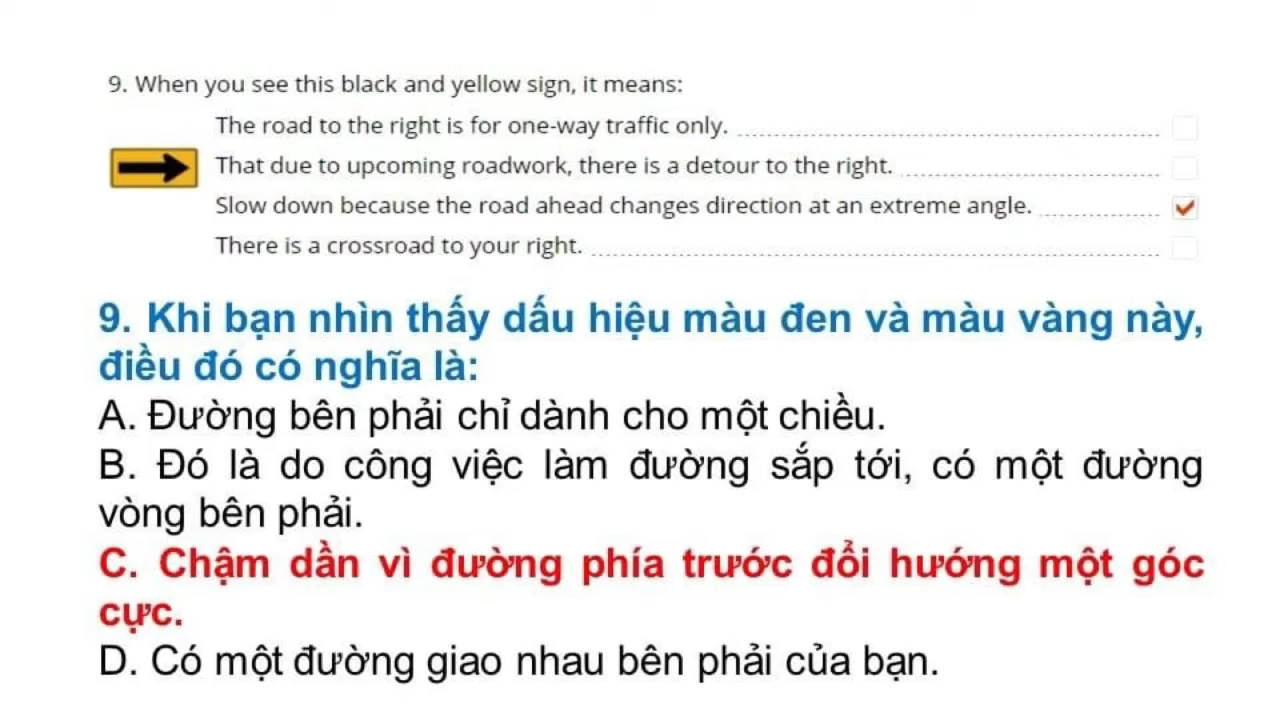 9. When you see this black and yellow sign, it means:
The road to the right is for one-way traffic only.
That due to upcoming roadwork, there is a detour to the right.
Slow down because the road ahead changes direction at an extreme angle.
There is a crossroad to your right.
9. Khi bạn nhìn thấy dấu hiệu màu đen và màu vàng này,
điều đó có nghĩa là:
A. Đường bên phải chỉ dành cho một chiều.
B. Đó là do công việc làm đường sắp tới, có một đường
vòng bên phải.
C. Chậm dần vì đường phía trước đổi hướng một góc
cực.
D. Có một đường giao nhau bên phải của bạn.